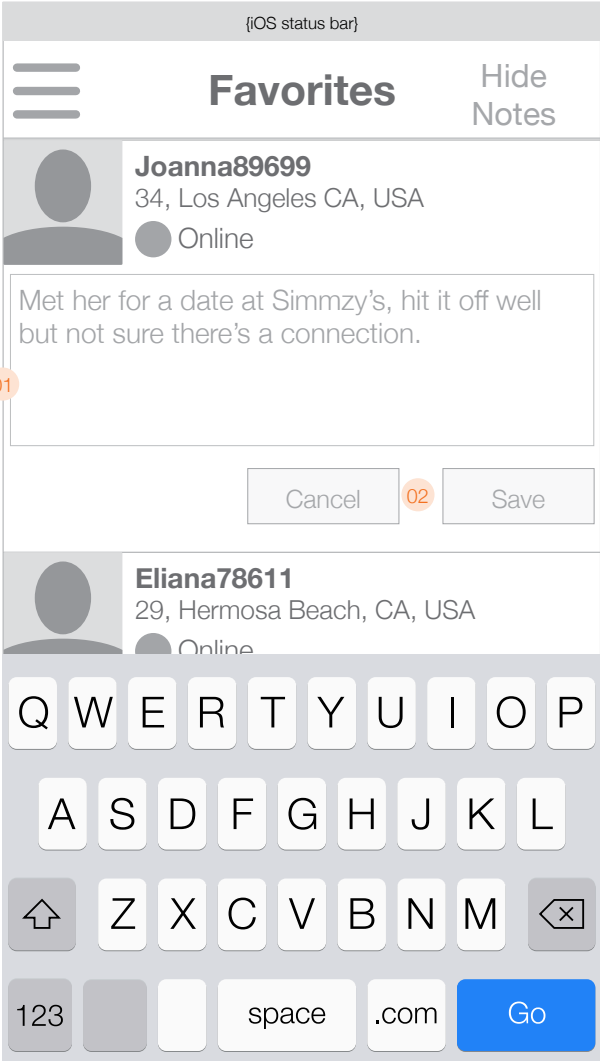 {iOS status bar}
Favorites
Hide
Notes
Joanna89699
34, Los Angeles CA, USA
Online
Met her for a date at Simmzy’s, hit it off well
but not sure there’s a connection.
01
Cancel
02
Save
Eliana78611
29, Hermosa Beach, CA, USA
Online
Q W E R T Y U I O P
A S D F G H J K L
Z X C V B N M
123 space .com Go